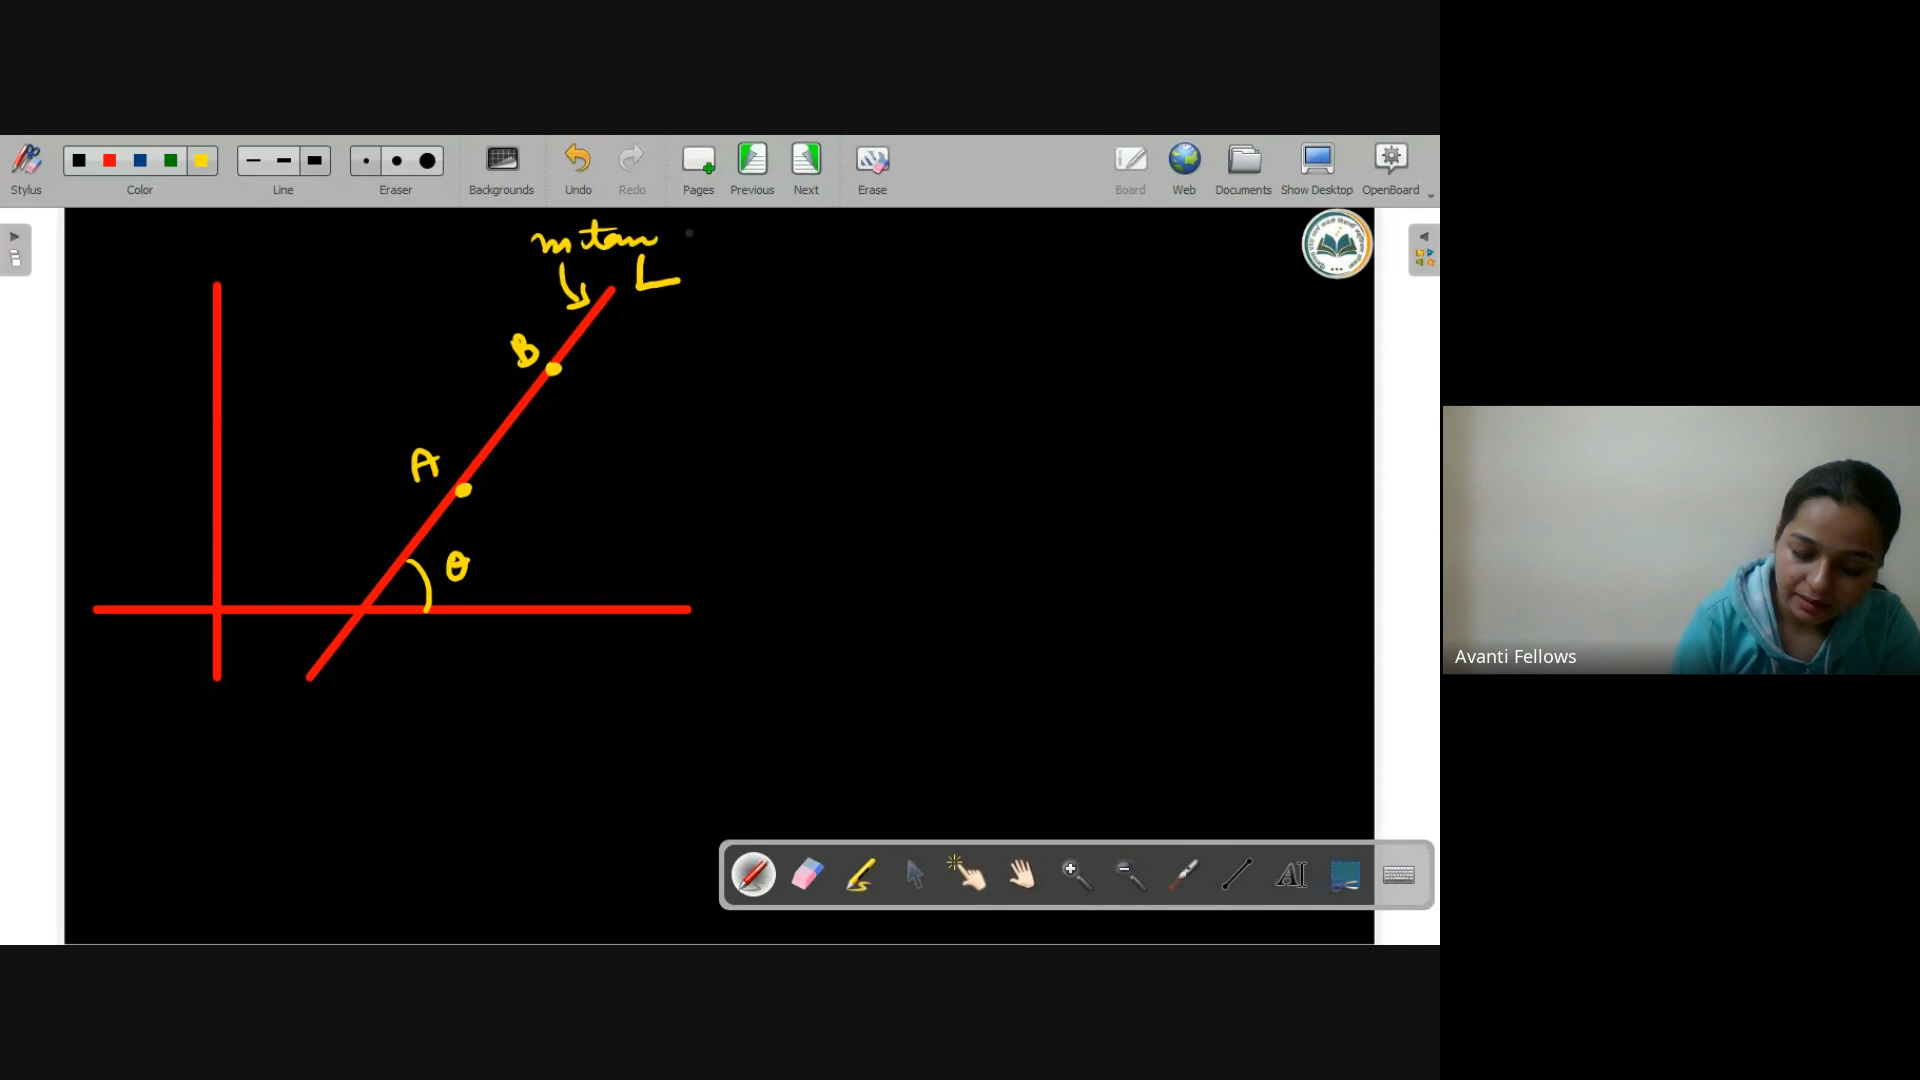 Stylus Color Line Eraser Backgrounds Undo Redo Pages Previous Next Erase Board Web Documents Show Desktop OpenBoard
m tan
L
B
A
θ
AI
Avanti Fellows